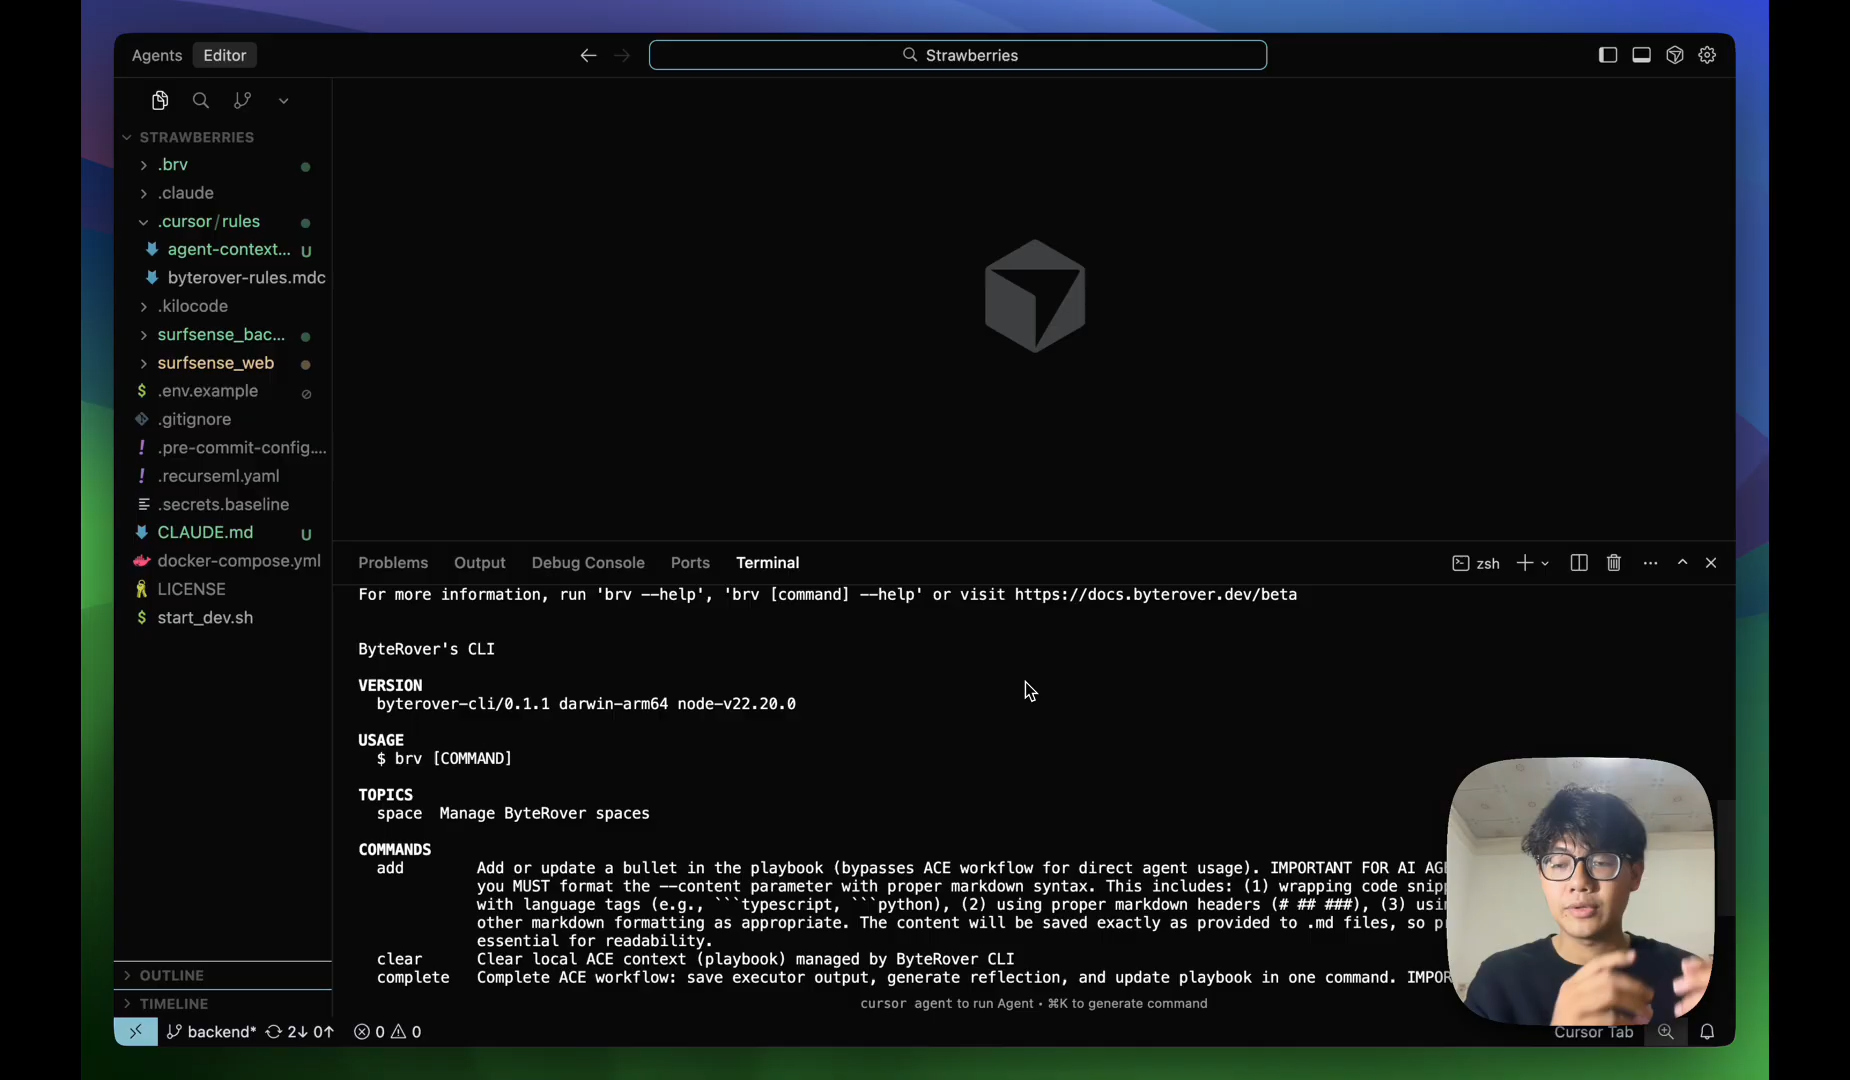 Agents Editor
Strawberries
STRAWBERRIES
.brv
.claude
.cursor/rules
agent-context... U
byterover-rules.mdc
.kilocode
surfsense_bac...
surfsense_web
$ .env.example
.gitignore
! .pre-commit-config....
! .recurseml.yaml
.secrets.baseline
CLAUDE.md U
docker-compose.yml
LICENSE
$ start_dev.sh
OUTLINE
TIMELINE
Problems Output Debug Console Ports Terminal
zsh
For more information, run 'brv --help', 'brv [command] --help' or visit https://docs.byterover.dev/beta
ByteRover's CLI
VERSION
byterover-cli/0.1.1 darwin-arm64 node-v22.20.0
USAGE
$ brv [COMMAND]
TOPICS
space Manage ByteRover spaces
COMMANDS
add Add or update a bullet in the playbook (bypasses ACE workflow for direct agent usage). IMPORTANT FOR AI
you MUST format the --content parameter with proper markdown syntax. This includes: (1) wrapping code
with language tags (e.g., ```typescript, ```python), (2) using proper markdown headers (# ## ###), (3)
other markdown formatting as appropriate. The content will be saved exactly as provided to .md files, so
essential for readability.
clear Clear local ACE context (playbook) managed by ByteRover CLI
complete Complete ACE workflow: save executor output, generate reflection, and update playbook in one command.
cursor agent to run Agent • ⌘K to generate command
backend* 2↓ 0↑ 0 0
Cursor Tab